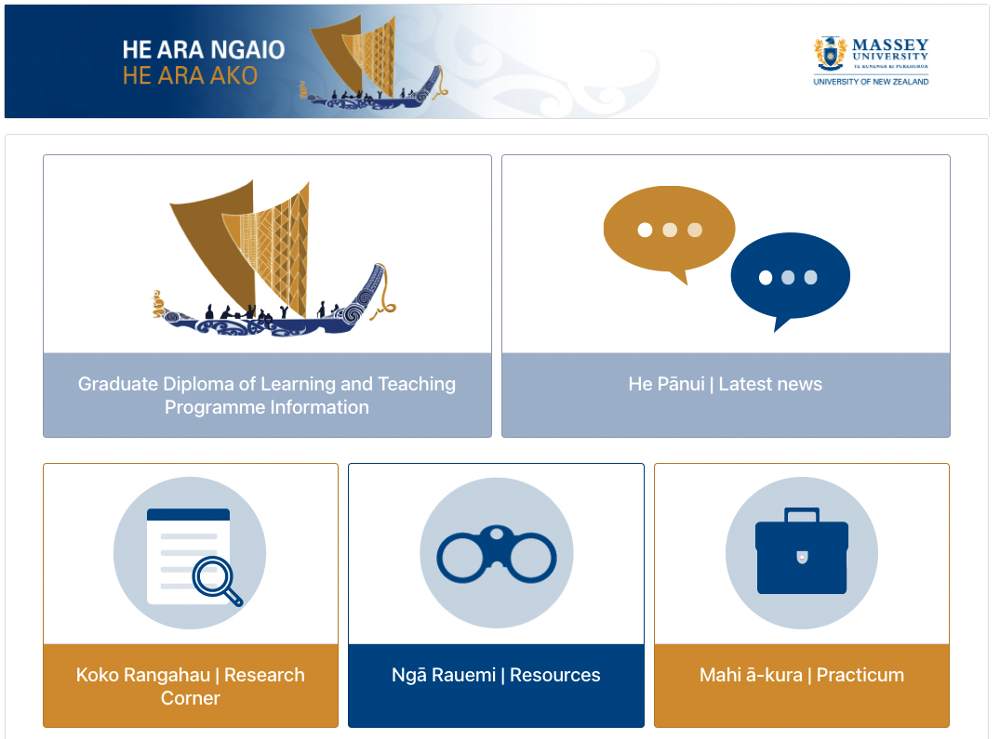 HE ARA NGAIO
HE ARA AKO
MASSEY
UNIVERSITY
TE KUNENGA KI PŪREHUROA
UNIVERSITY OF NEW ZEALAND
Graduate Diploma of Learning and Teaching
Programme Information
He Pānui | Latest news
Koko Rangahau | Research
Corner
Ngā Rauemi | Resources
Mahi ā-kura | Practicum